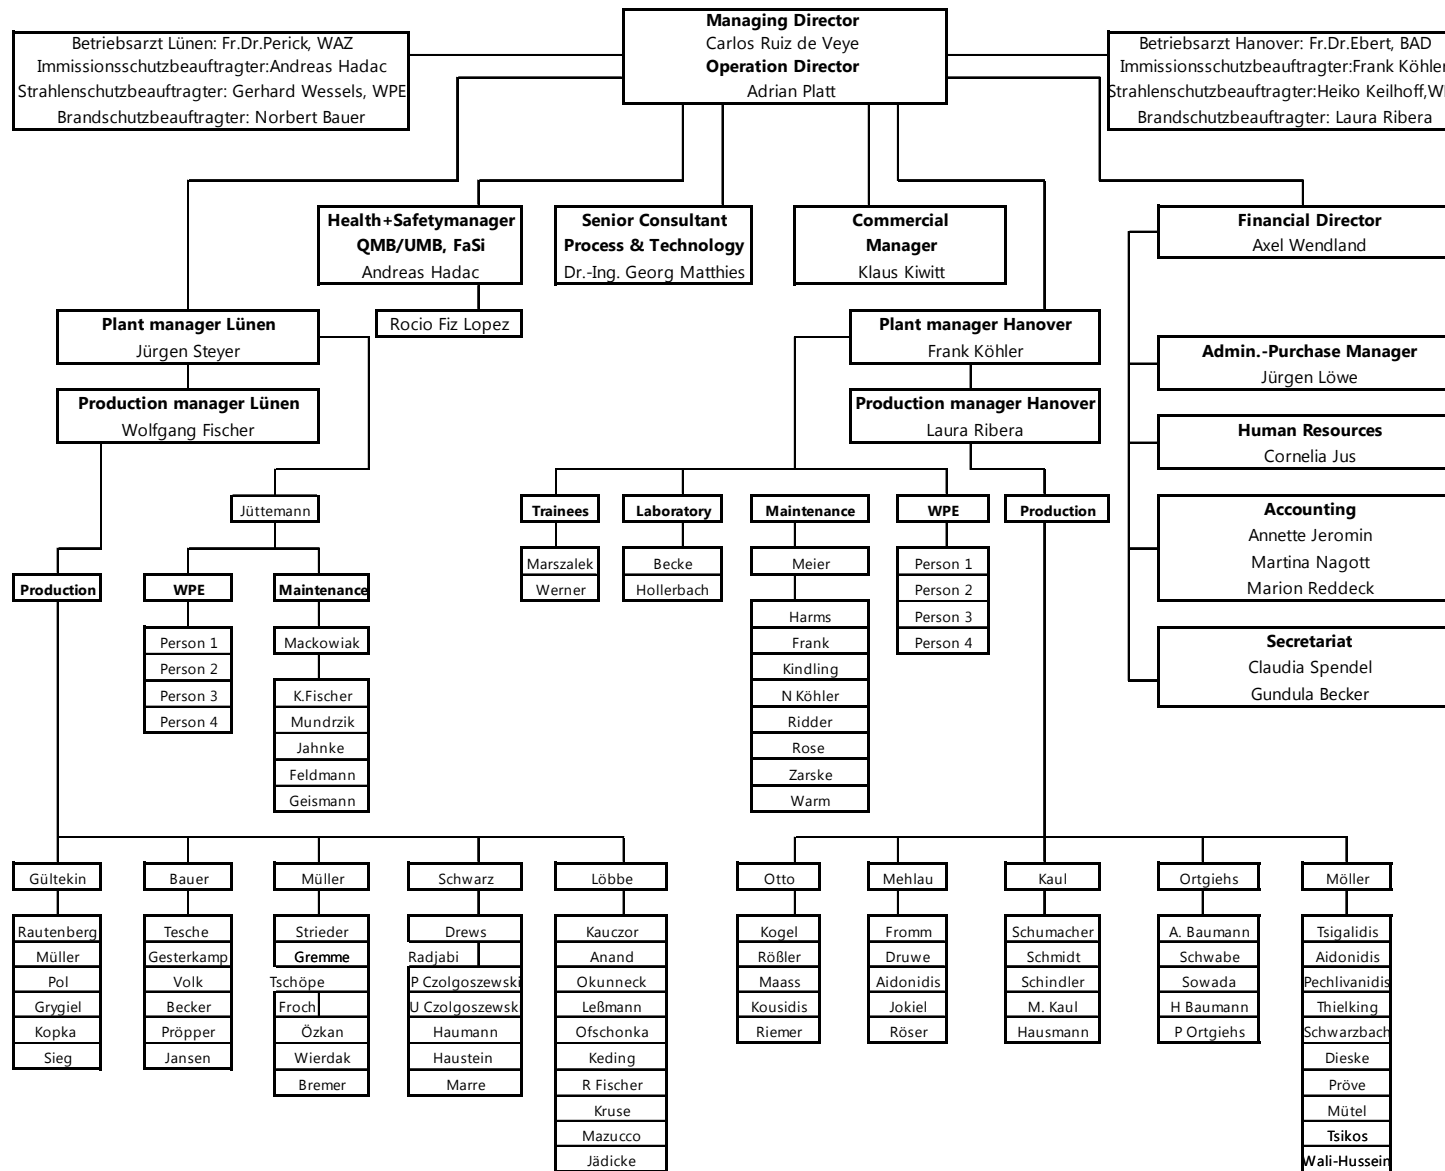 Managing Director
Carlos Ruiz de Veye
Operation Director
Adrian Platt
Betriebsarzt Lünen: Fr.Dr.Perick, WAZ
Immissionsschutzbeauftragter:Andreas Hadac
Strahlenschutzbeauftragter: Gerhard Wessels, WPE
Brandschutzbeauftragter: Norbert Bauer
Betriebsarzt Hanover: Fr.Dr.Ebert, BAD
Immissionsschutzbeauftragter:Frank Köhler
Strahlenschutzbeauftragter:Heiko Keilhoff,W
Brandschutzbeauftragter: Laura Ribera
Health+Safetymanager
QMB/UMB, FaSi
Andreas Hadac
Rocio Fiz Lopez
Senior Consultant
Process & Technology
Dr.-Ing. Georg Matthies
Commercial
Manager
Klaus Kiwitt
Financial Director
Axel Wendland
Plant manager Lünen
Jürgen Steyer
Production manager Lünen
Wolfgang Fischer
Plant manager Hanover
Frank Köhler
Production manager Hanover
Laura Ribera
Admin.-Purchase Manager
Jürgen Löwe
Human Resources
Cornelia Jus
Accounting
Annette Jeromin
Martina Nagott
Marion Reddeck
Secretariat
Claudia Spendel
Gundula Becker
Jüttemann
Production
WPE
Person 1
Person 2
Person 3
Person 4
Maintenance
Mackowiak
K.Fischer
Mundrzik
Jahnke
Feldmann
Geismann
Trainees
Marszalek
Werner
Laboratory
Becke
Hollerbach
Maintenance
Meier
Harms
Frank
Kindling
N Köhler
Ridder
Rose
Zarske
Warm
WPE
Person 1
Person 2
Person 3
Person 4
Production
Gültekin
Rautenberg
Müller
Pol
Grygiel
Kopka
Sieg
Bauer
Tesche
Gesterkamp
Volk
Becker
Pröpper
Jansen
Müller
Strieder
Gremme
Tschöpe
Froch
Özkan
Wierdak
Bremer
Schwarz
Drews
Radjabi
P Czolgoszewski
U Czolgoszewsk
Haumann
Haustein
Marre
Löbbe
Kauczor
Anand
Okunneck
Leßmann
Ofschonka
Keding
R Fischer
Kruse
Mazucco
Jädicke
Otto
Kogel
Rößler
Maass
Kousidis
Riemer
Mehlau
Fromm
Druwe
Aidonidis
Jokiel
Röser
Kaul
Schumacher
Schmidt
Schindler
M. Kaul
Hausmann
Ortgiehs
A. Baumann
Schwabe
Sowada
H Baumann
P Ortgiehs
Möller
Tsigalidis
Aidonidis
Pechlivanidis
Thielking
Schwarzbach
Dieske
Pröve
Mütel
Tsikos
Wali-Hussein